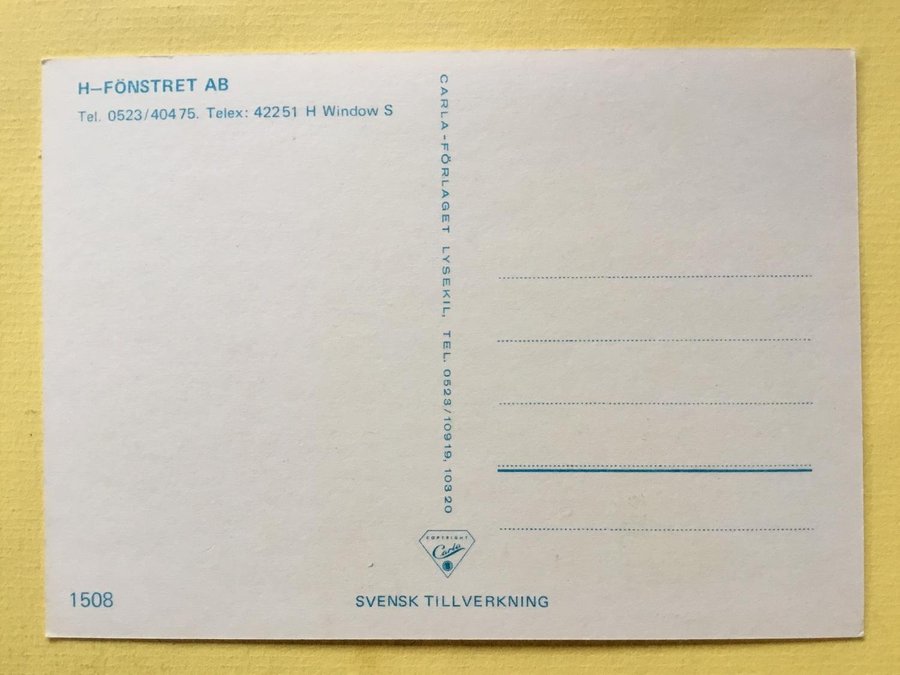 H–FÖNSTRET AB
Tel. 0523/40475. Telex: 42251 H Window S
CARLA-FÖRLAGET LYSEKIL, TEL. 0523/10919, 10320
COPYRIGHT
Carla
1508
SVENSK TILLVERKNING